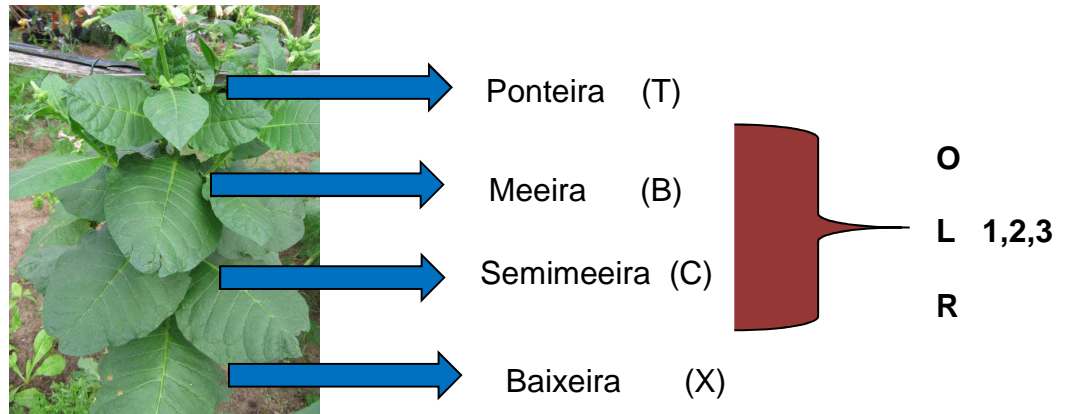 Ponteira (T)
Meeira (B)
Semimeeira (C)
Baixeira (X)
O
L 1,2,3
R